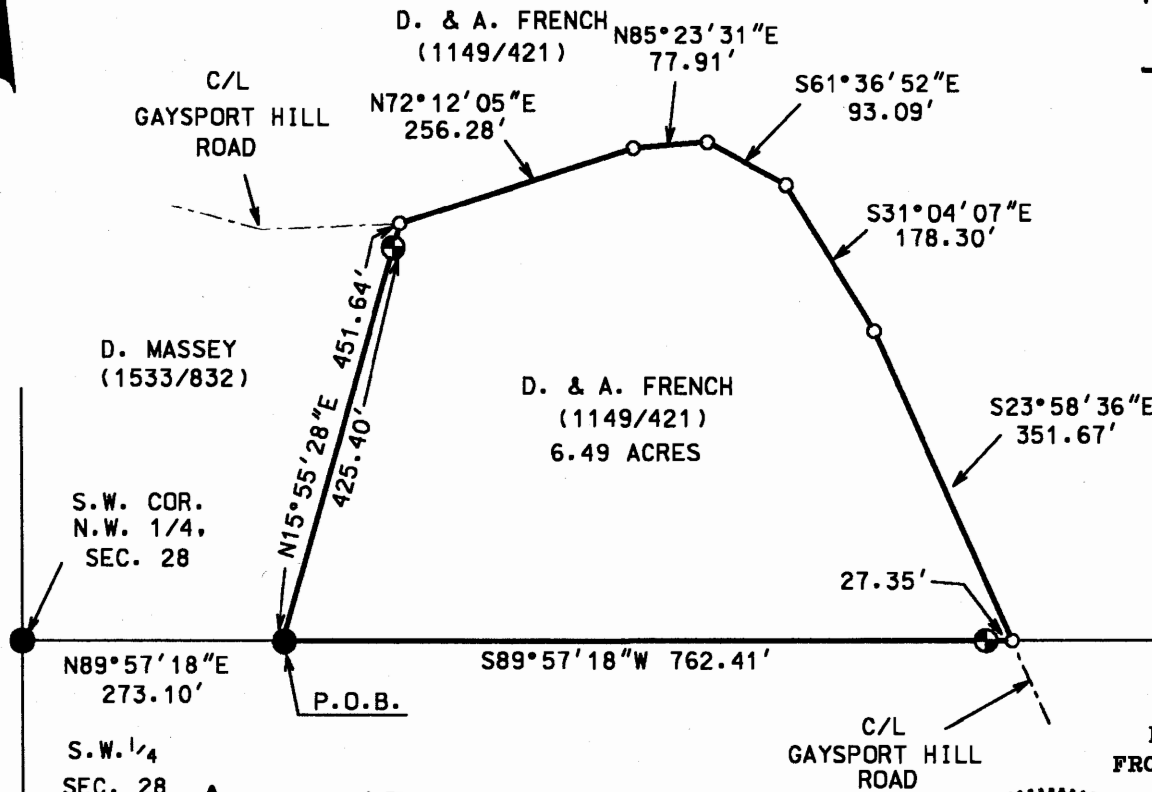 D. & A. FRENCH
(1149/421)
N85°23'31"E
77.91'
S61°36'52"E
93.09'
C/L
GAYSPORT HILL
ROAD
N72°12'05"E
256.28'
S31°04'07"E
178.30'
451.64'
N15°55'28"E
425.40'
D. MASSEY
(1533/832)
D. & A. FRENCH
(1149/421)
6.49 ACRES
S23°58'36"E
351.67'
S.W. COR.
N.W. 1/4,
SEC. 28
27.35'
N89°57'18"E
273.10'
S89°57'18"W 762.41'
P.O.B.
C/L
GAYSPORT HILL
ROAD
S.W. 1/4
SEC. 28
FRO